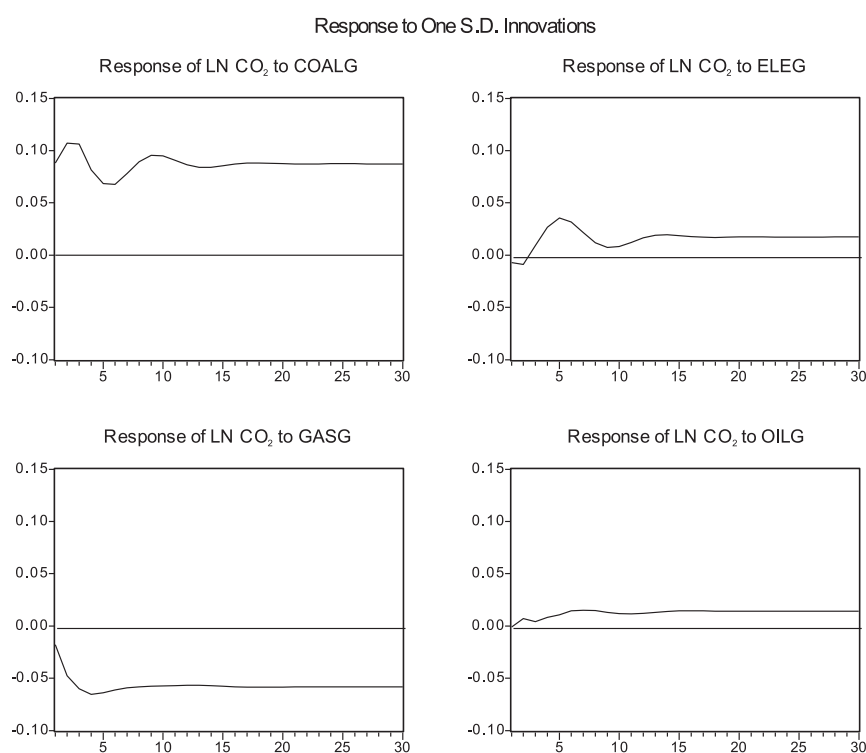 Response to One S.D. Innovations
Response of LN CO₂ to COALG
0.15
0.10
0.05
0.00
-0.05
-0.10
5 10 15 20 25 30
Response of LN CO₂ to ELEG
0.15
0.10
0.05
0.00
-0.05
-0.10
5 10 15 20 25 30
Response of LN CO₂ to GASG
0.15
0.10
0.05
0.00
-0.05
-0.10
5 10 15 20 25 30
Response of LN CO₂ to OILG
0.15
0.10
0.05
0.00
-0.05
-0.10
5 10 15 20 25 30